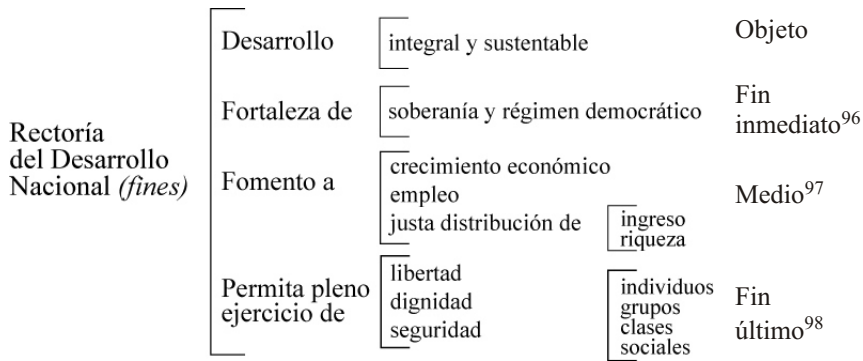 Rectoría
del Desarrollo
Nacional (fines)
Desarrollo
integral y sustentable
Objeto
Fortaleza de
soberanía y régimen democrático
Fin
inmediato96
Fomento a
crecimiento económico
empleo
justa distribución de
ingreso
riqueza
Medio97
Permita pleno
ejercicio de
libertad
dignidad
seguridad
individuos
grupos
clases
sociales
Fin
último98